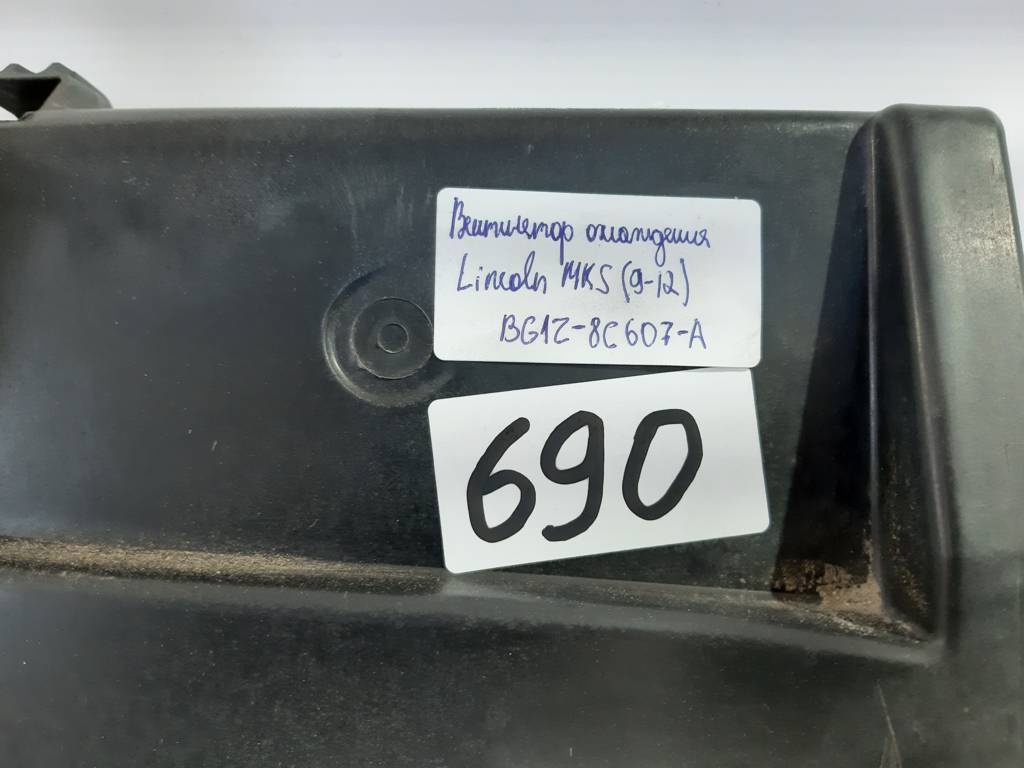 Вентилятор охлаждения
Lincoln MKS (9-12)
BG1Z-8C607-A
690